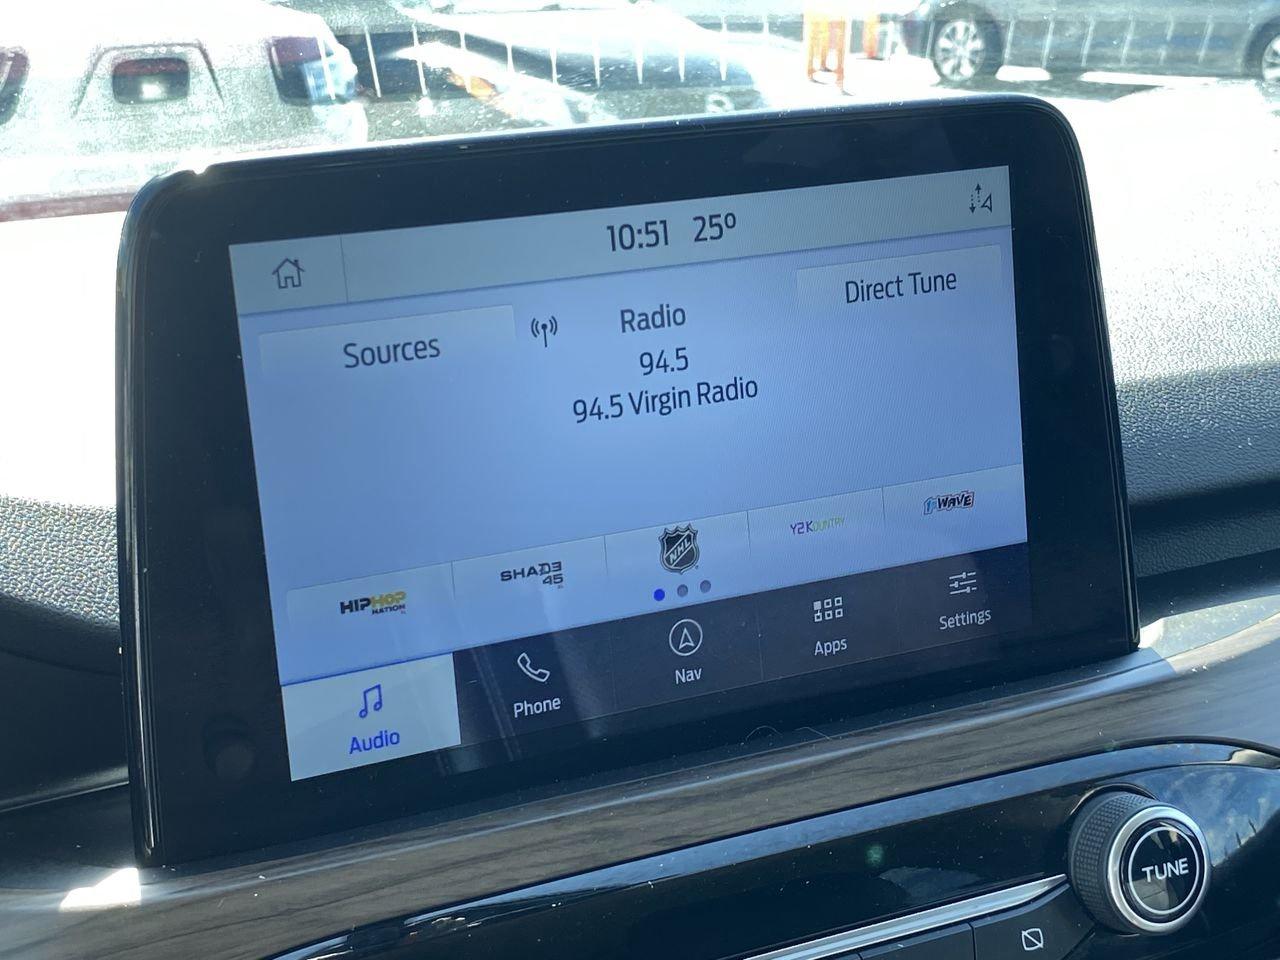 10:51 25°
Sources
Radio
Direct Tune
94.5
94.5 Virgin Radio
HIPHOP
NATION
SHADE
45
NHL
Y2KOUNTRY
1st WAVE
Audio
Phone
Nav
Apps
Settings
TUNE